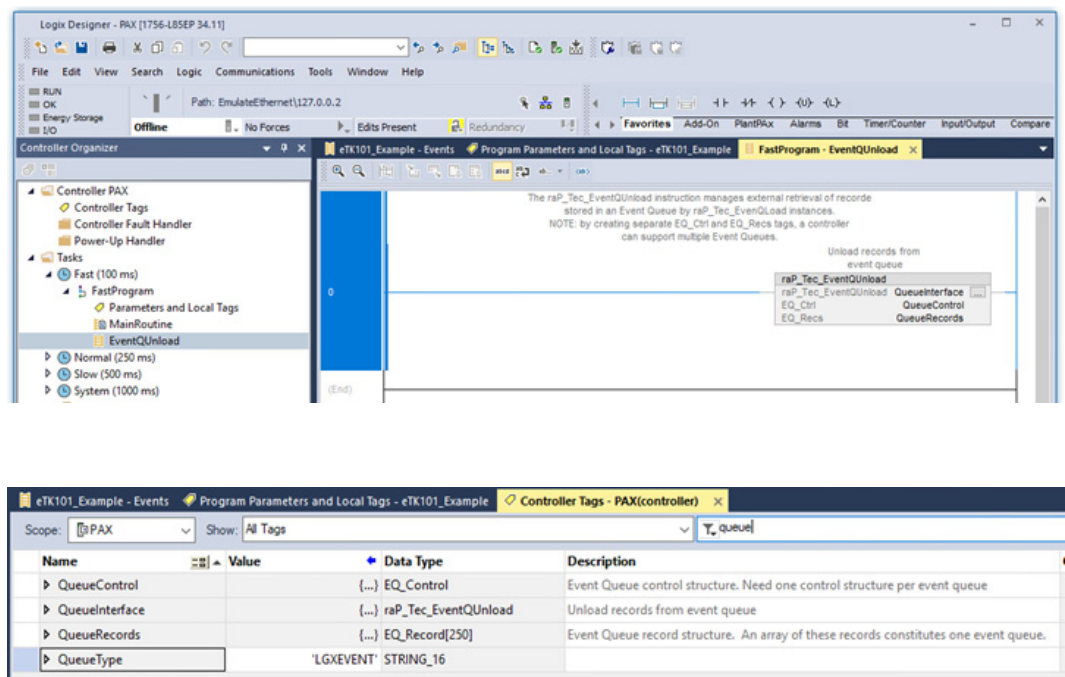 Logix Designer - PAX [1756-L85EP 34.11]
File Edit View Search Logic Communications Tools Window Help
RUN
OK
Energy Storage
I/O
Path: EmulateEthernet\127.0.0.2
Offline
No Forces
Edits Present
Redundancy
Favorites Add-On PlantPAx Alarms Bit Timer/Counter Input/Output Compare
Controller Organizer
eTK101_Example - Events
Program Parameters and Local Tags - eTK101_Example
FastProgram - EventQUnload
Controller PAX
Controller Tags
Controller Fault Handler
Power-Up Handler
Tasks
Fast (100 ms)
FastProgram
Parameters and Local Tags
MainRoutine
EventQUnload
Normal (250 ms)
Slow (500 ms)
System (1000 ms)
The raP_Tec_EventQUnload instruction manages external retrieval of recorde
stored in an Event Queue by raP_Tec_EvenQLoad instances.
NOTE: by creating separate EQ_Ctrl and EQ_Recs tags, a controller
can support multiple Event Queues.
Unload records from
event queue
raP_Tec_EventQUnload
raP_Tec_EventQUnload QueueInterface ...
EQ_Ctrl QueueControl
EQ_Recs QueueRecords
0
(End)
eTK101_Example - Events
Program Parameters and Local Tags - eTK101_Example
Controller Tags - PAX(controller)
Scope: PAX Show: All Tags queue
Name Value Data Type Description
QueueControl {...} EQ_Control Event Queue control structure. Need one control structure per event queue
QueueInterface {...} raP_Tec_EventQUnload Unload records from event queue
QueueRecords {...} EQ_Record[250] Event Queue record structure. An array of these records constitutes one event queue.
QueueType 'LGXEVENT' STRING_16